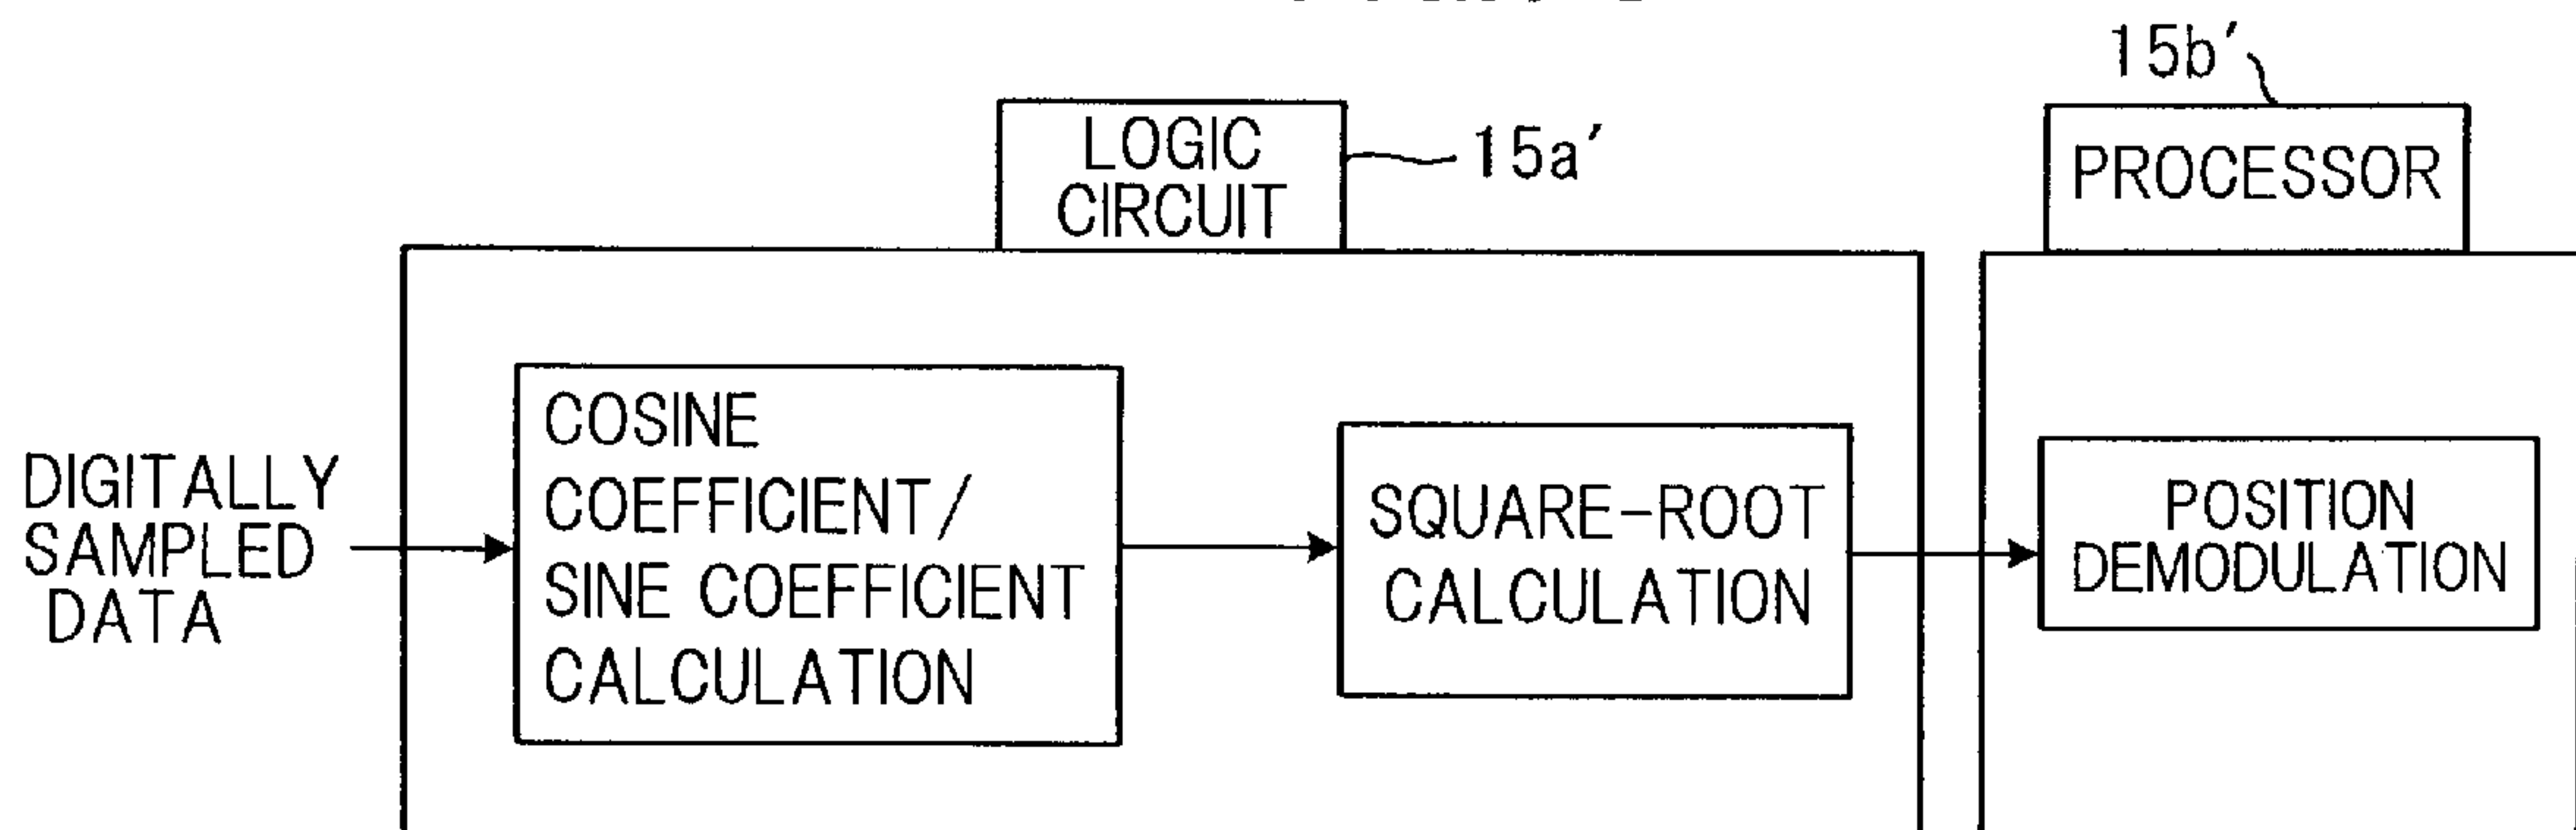 15b′
LOGIC
CIRCUIT
15a′
PROCESSOR
DIGITALLY
SAMPLED
DATA
COSINE
COEFFICIENT/
SINE COEFFICIENT
CALCULATION
SQUARE-ROOT
CALCULATION
POSITION
DEMODULATION